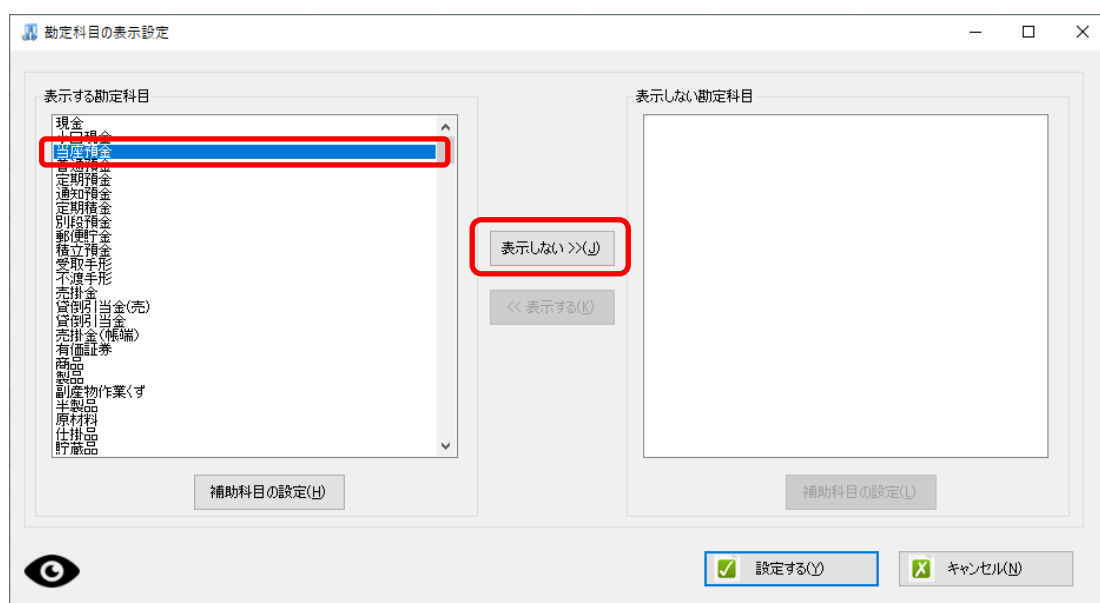 勘定科目の表示設定
表示する勘定科目
現金
小口現金
当座預金
普通預金
定期預金
通知預金
定期積金
別段預金
郵便貯金
積立預金
受取手形
不渡手形
売掛金
貸倒引当金(売)
貸倒引当金
売掛金(帳端)
有価証券
商品
製品
副産物作業くず
半製品
原材料
仕掛品
貯蔵品
補助科目の設定(H)
表示しない >>(J)
<< 表示する(K)
表示しない勘定科目
補助科目の設定(L)
設定する(Y)
キャンセル(N)